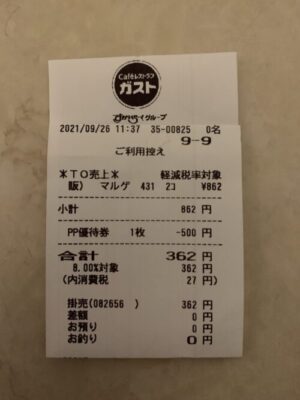 Caféレストラン
ガスト
すかいらーくグループ
2021/09/26 11:37 35-00825 0名
9-9
ご利用控え
*TO売上* 軽減税率対象
販) マルゲ 431 2コ ¥862
小計 862 円
PP優待券 1枚 -500 円
合計 362 円
8.00%対象 362 円
(内消費税 27 円)
掛売(082656 ) 362 円
差額 0 円
お預り 0 円
お釣り 0 円